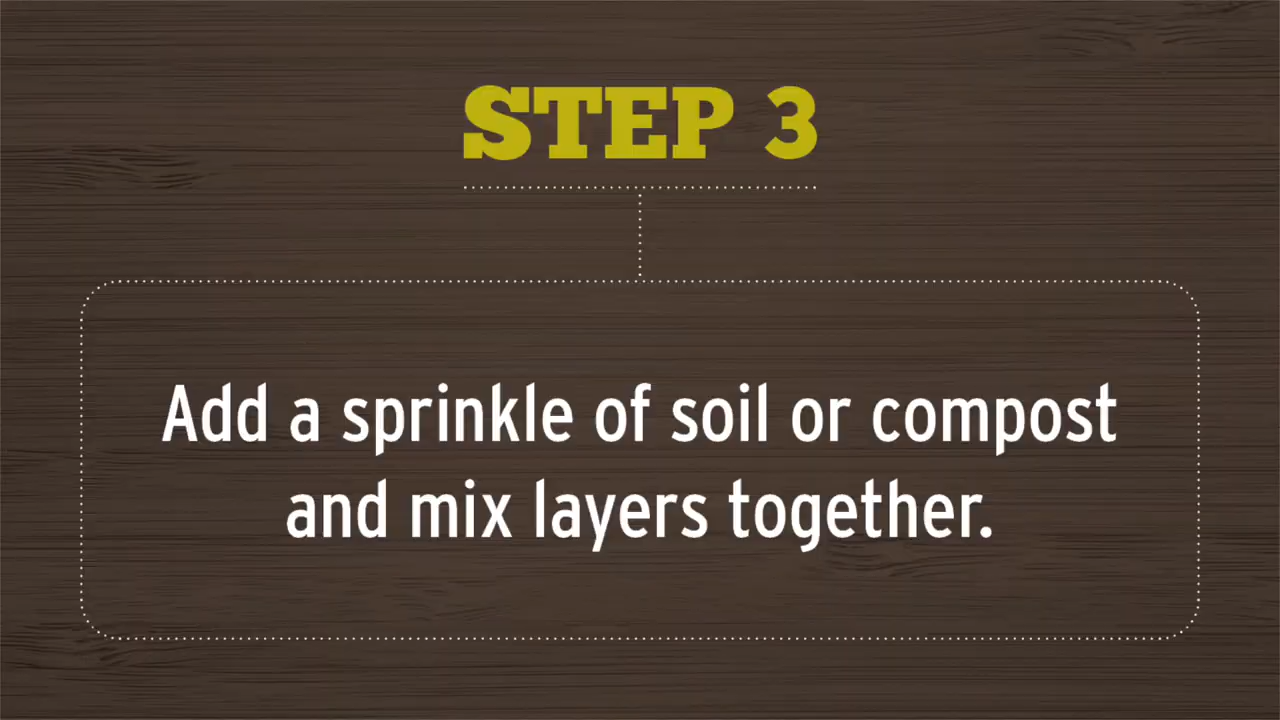 STEP 3
Add a sprinkle of soil or compost
and mix layers together.